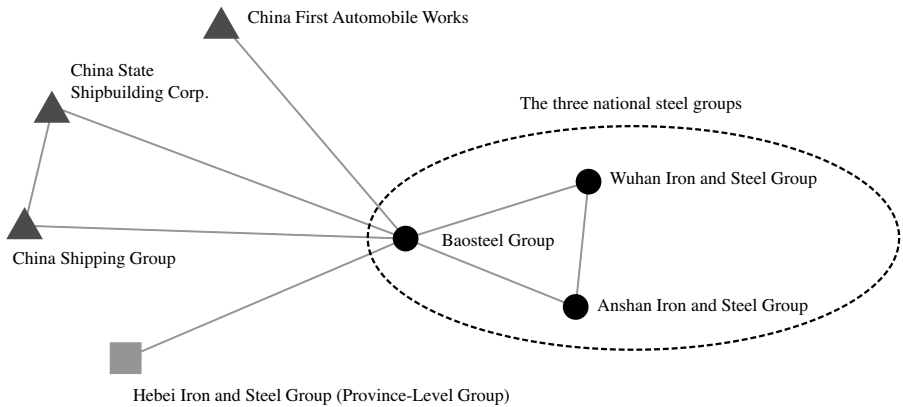 China First Automobile Works
China State
Shipbuilding Corp.
The three national steel groups
Wuhan Iron and Steel Group
Baosteel Group
China Shipping Group
Anshan Iron and Steel Group
Hebei Iron and Steel Group (Province-Level Group)